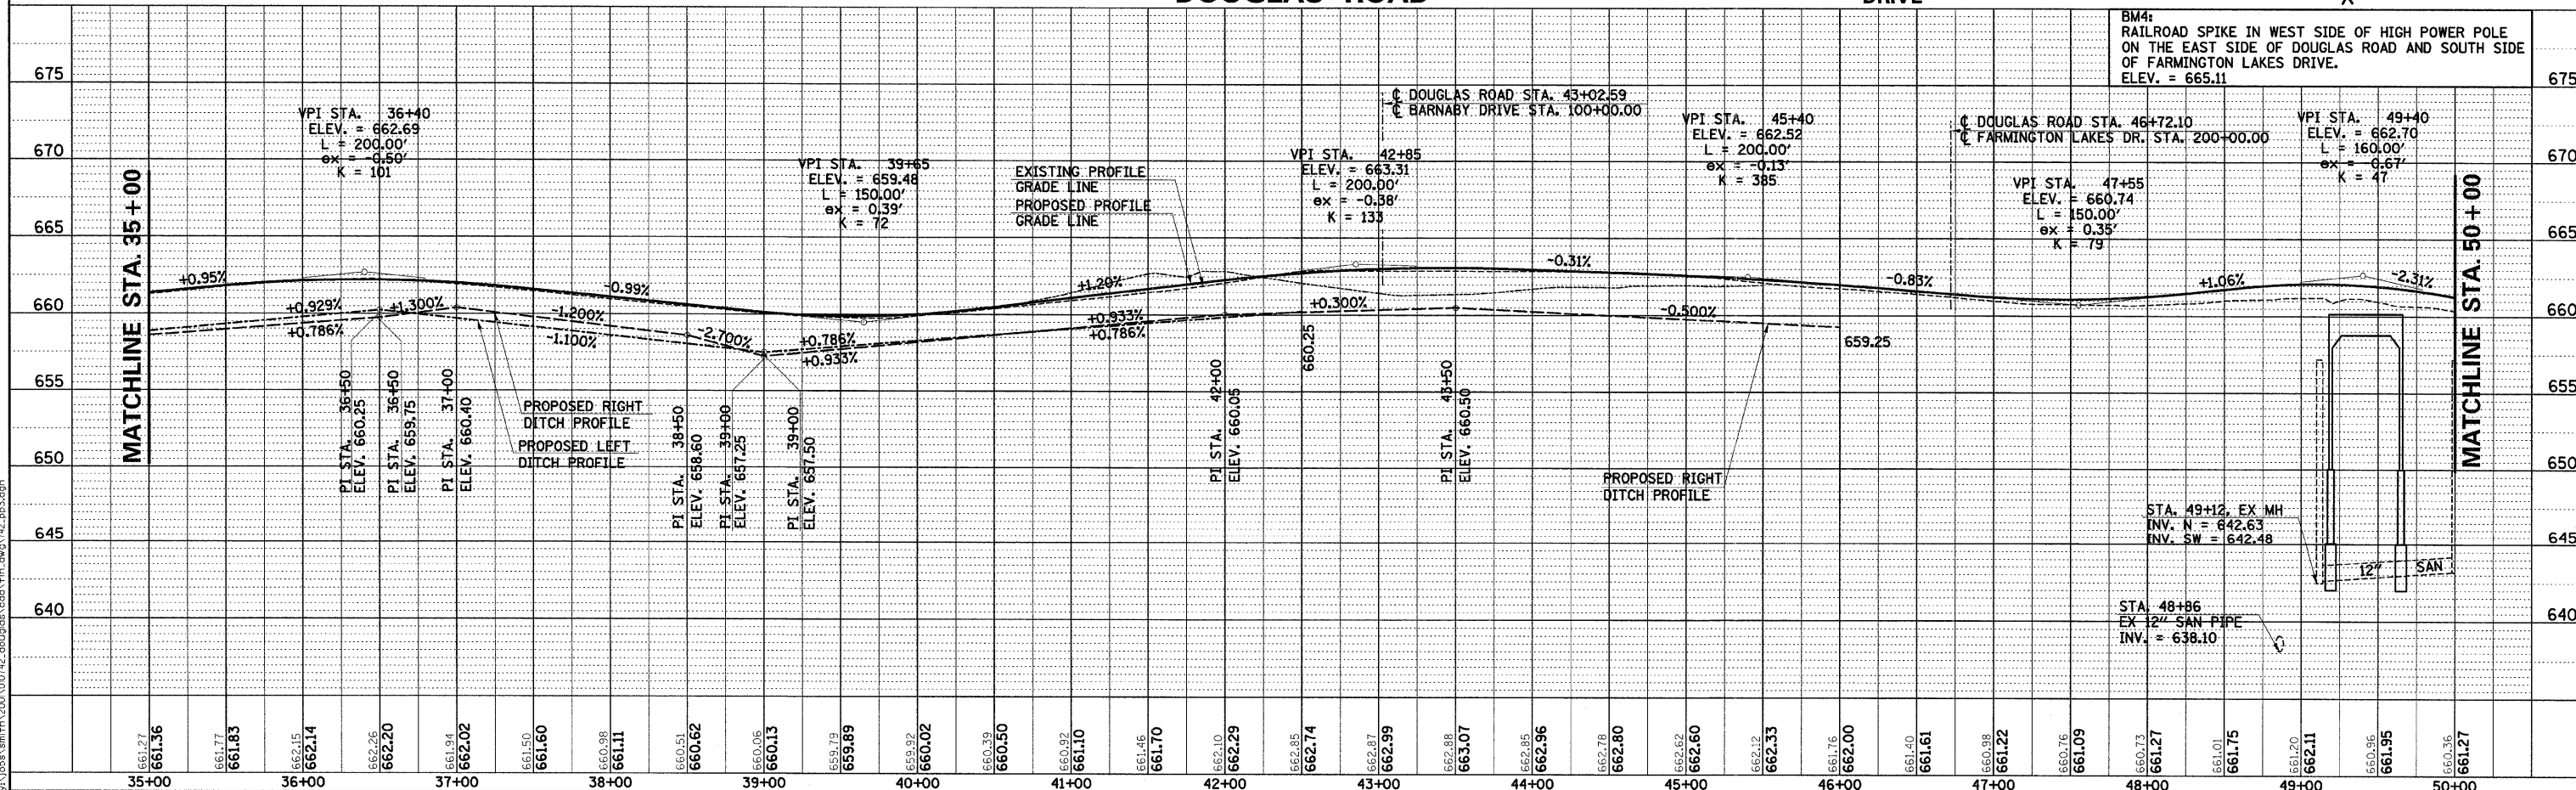 BM4:
RAILROAD SPIKE IN WEST SIDE OF HIGH POWER POLE
ON THE EAST SIDE OF DOUGLAS ROAD AND SOUTH SIDE
OF FARMINGTON LAKES DRIVE.
ELEV. = 665.11
675
670
665
660
655
650
645
640
675
670
665
660
655
650
645
640
MATCHLINE STA. 35+00
VPI STA. 36+40
ELEV. = 662.69
L = 200.00'
ex = -0.50'
K = 101
VPI STA. 39+65
ELEV. = 659.48
L = 150.00'
ex = 0.39'
K = 72
EXISTING PROFILE
GRADE LINE
PROPOSED PROFILE
GRADE LINE
VPI STA. 42+85
ELEV. = 663.31
L = 200.00'
ex = -0.38'
K = 133
℄ DOUGLAS ROAD STA. 43+02.59
℄ BARNABY DRIVE STA. 100+00.00
VPI STA. 45+40
ELEV. = 662.52
L = 200.00'
ex = -0.13'
K = 385
℄ DOUGLAS ROAD STA. 46+72.10
℄ FARMINGTON LAKES DR. STA. 200+00.00
VPI STA. 47+55
ELEV. = 660.74
L = 150.00'
ex = 0.35'
K = 79
VPI STA. 49+40
ELEV. = 662.70
L = 160.00'
ex = -0.67'
K = 47
MATCHLINE STA. 50+00
+0.95%
-0.99%
+1.20%
-0.31%
-0.83%
+1.06%
-2.31%
+0.929%
+1.300%
+0.786%
-1.200%
-1.100%
-2.700%
+0.786%
+0.933%
+0.933%
+0.786%
+0.300%
-0.500%
660.25
659.25
PI STA. 36+50
ELEV. 660.25
PI STA. 36+50
ELEV. 659.75
PI STA. 37+00
ELEV. 660.40
PROPOSED RIGHT
DITCH PROFILE
PROPOSED LEFT
DITCH PROFILE
PI STA. 38+50
ELEV. 658.60
PI STA. 39+00
ELEV. 657.25
PI STA. 39+00
ELEV. 657.50
PI STA. 42+00
ELEV. 660.05
PI STA. 43+50
ELEV. 660.50
PROPOSED RIGHT
DITCH PROFILE
STA. 49+12, EX MH
INV. N = 642.63
INV. SW = 642.48
12" SAN
STA. 48+86
EX 12" SAN PIPE
INV. = 638.10
661.27 661.36
661.77 661.83
662.15 662.14
662.26 662.20
661.94 662.02
661.50 661.60
660.98 661.11
660.51 660.62
660.06 660.13
659.79 659.89
659.92 660.02
660.39 660.50
660.92 661.10
661.46 661.70
662.10 662.29
662.85 662.74
662.87 662.99
662.88 663.07
662.85 662.96
662.78 662.80
662.62 662.60
662.12 662.33
661.76 662.00
661.40 661.61
660.98 661.22
660.76 661.09
660.73 661.27
661.01 661.75
661.20 662.11
660.96 661.95
660.36 661.27
35+00 36+00 37+00 38+00 39+00 40+00 41+00 42+00 43+00 44+00 45+00 46+00 47+00 48+00 49+00 50+00